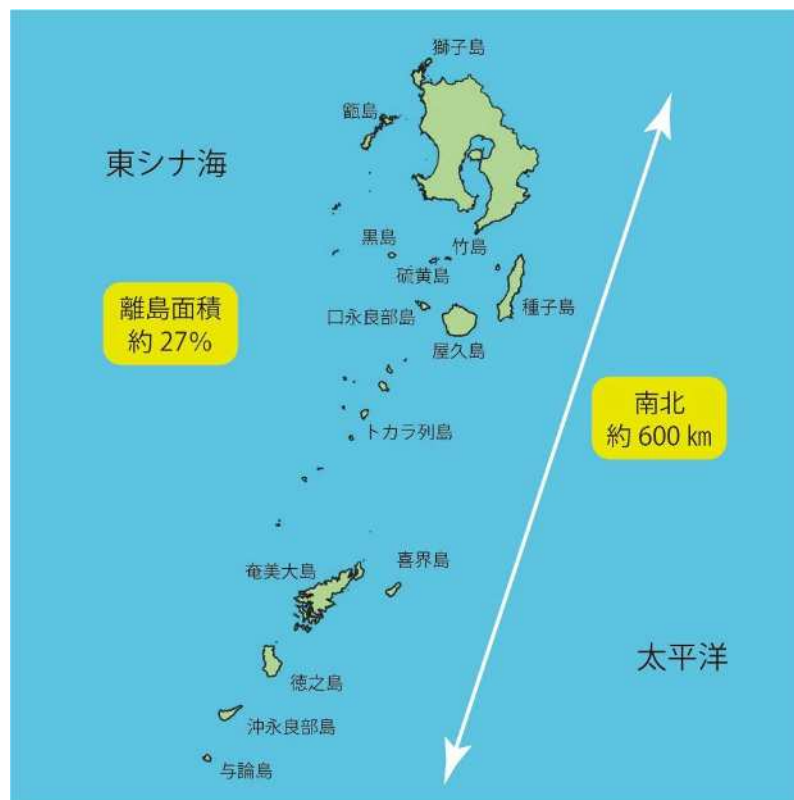 獅子島
甑島
東シナ海
黒島
竹島
硫黄島
離島面積
約 27%
口永良部島
種子島
屋久島
南北
約 600 ㎞
トカラ列島
奄美大島
喜界島
太平洋
徳之島
沖永良部島
与論島